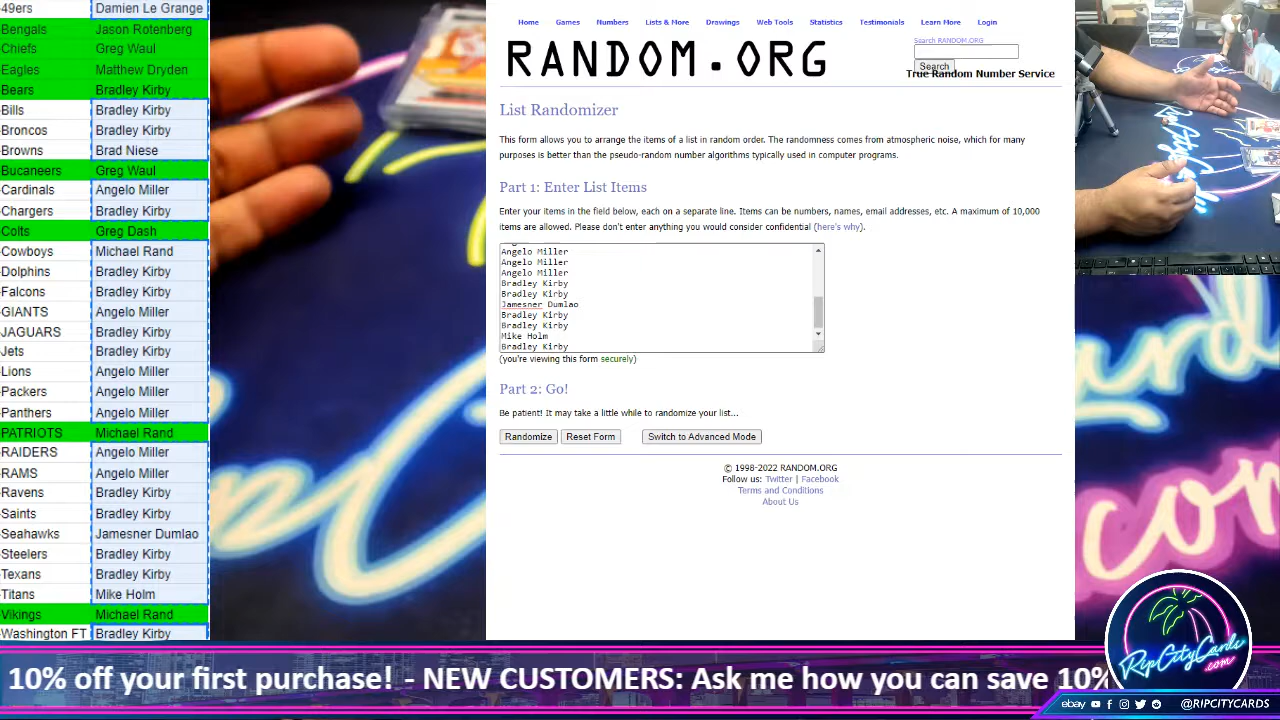 49ers Damien Le Grange
Bengals Jason Rotenberg
Chiefs Greg Waul
Eagles Matthew Dryden
Bears Bradley Kirby
Bills Bradley Kirby
Broncos Bradley Kirby
Browns Brad Niese
Bucaneers Greg Waul
Cardinals Angelo Miller
Chargers Bradley Kirby
Colts Greg Dash
Cowboys Michael Rand
Dolphins Bradley Kirby
Falcons Bradley Kirby
GIANTS Angelo Miller
JAGUARS Bradley Kirby
Jets Bradley Kirby
Lions Angelo Miller
Packers Angelo Miller
Panthers Angelo Miller
PATRIOTS Michael Rand
RAIDERS Angelo Miller
RAMS Angelo Miller
Ravens Bradley Kirby
Saints Bradley Kirby
Seahawks Jamesner Dumlao
Steelers Bradley Kirby
Texans Bradley Kirby
Titans Mike Holm
Vikings Michael Rand
Washington FT Bradley Kirby
Home Games Numbers Lists & More Drawings Web Tools Statistics Testimonials Learn More Login
RANDOM.ORG
Search RANDOM.ORG
Search
True Random Number Service
List Randomizer
This form allows you to arrange the items of a list in random order. The randomness comes from atmospheric noise, which for many
purposes is better than the pseudo-random number algorithms typically used in computer programs.
Part 1: Enter List Items
Enter your items in the field below, each on a separate line. Items can be numbers, names, email addresses, etc. A maximum of 10,000
items are allowed. Please don't enter anything you would consider confidential (here's why).
Angelo Miller
Angelo Miller
Angelo Miller
Bradley Kirby
Bradley Kirby
Jamesner Dumlao
Bradley Kirby
Bradley Kirby
Mike Holm
Bradley Kirby
(you're viewing this form securely)
Part 2: Go!
Be patient! It may take a little while to randomize your list...
Randomize Reset Form Switch to Advanced Mode
© 1998-2022 RANDOM.ORG
Follow us: Twitter | Facebook
Terms and Conditions
About Us
10% off your first purchase! - NEW CUSTOMERS: Ask me how you can save 10%
RipCityCards
.com
ebay @RIPCITYCARDS